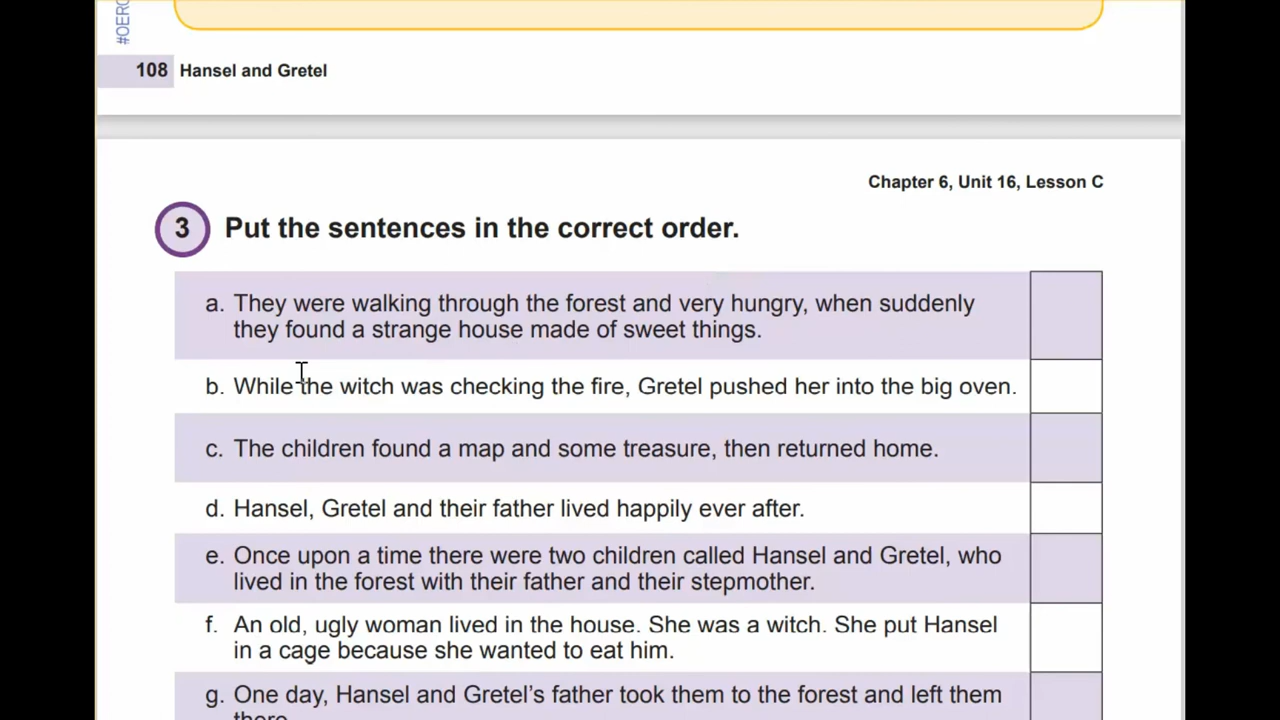 #OERC
108 Hansel and Gretel
Chapter 6, Unit 16, Lesson C
3 Put the sentences in the correct order.
a. They were walking through the forest and very hungry, when suddenly
they found a strange house made of sweet things.
b. While the witch was checking the fire, Gretel pushed her into the big oven.
c. The children found a map and some treasure, then returned home.
d. Hansel, Gretel and their father lived happily ever after.
e. Once upon a time there were two children called Hansel and Gretel, who
lived in the forest with their father and their stepmother.
f. An old, ugly woman lived in the house. She was a witch. She put Hansel
in a cage because she wanted to eat him.
g. One day, Hansel and Gretel's father took them to the forest and left them
there.